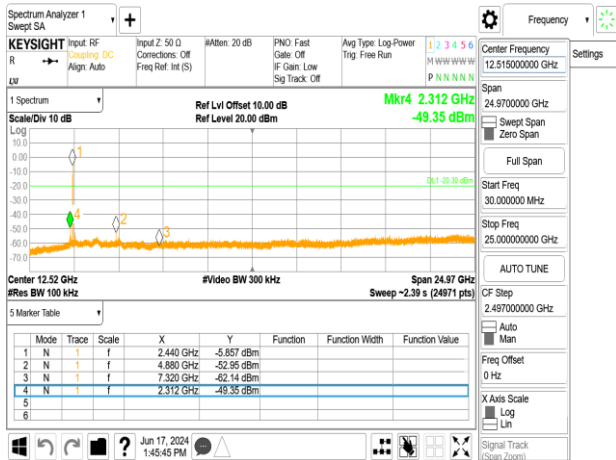 Spectrum Analyzer 1
Swept SA
Frequency
KEYSIGHT
R
LXI
Input: RF
Coupling: DC
Align: Auto
Input Z: 50 Ω
Corrections: Off
Freq Ref: Int (S)
#Atten: 20 dB
PNO: Fast
Gate: Off
IF Gain: Low
Sig Track: Off
Avg Type: Log-Power
Trig: Free Run
1 2 3 4 5 6
M W W W W W
P N N N N N
Settings
1 Spectrum
Scale/Div 10 dB
Ref Lvl Offset 10.00 dB
Ref Level 20.00 dBm
Mkr4 2.312 GHz
-49.35 dBm
Log
10.0
0.00
-10.0
-20.0
-30.0
-40.0
-50.0
-60.0
-70.0
1
4
2
3
DL1 -20.30 dBm
Center 12.52 GHz
#Res BW 100 kHz
#Video BW 300 kHz
Span 24.97 GHz
Sweep ~2.39 s (24971 pts)
5 Marker Table
Mode Trace Scale X Y Function Function Width Function Value
1 N 1 f 2.440 GHz -5.857 dBm
2 N 1 f 4.880 GHz -52.95 dBm
3 N 1 f 7.320 GHz -62.14 dBm
4 N 1 f 2.312 GHz -49.35 dBm
5
6
Jun 17, 2024
1:45:45 PM
?
Center Frequency
12.515000000 GHz
Span
24.9700000 GHz
Swept Span
Zero Span
Full Span
Start Freq
30.000000 MHz
Stop Freq
25.000000000 GHz
AUTO TUNE
CF Step
2.497000000 GHz
Auto
Man
Freq Offset
0 Hz
X Axis Scale
Log
Lin
Signal Track
(Span Zoom)